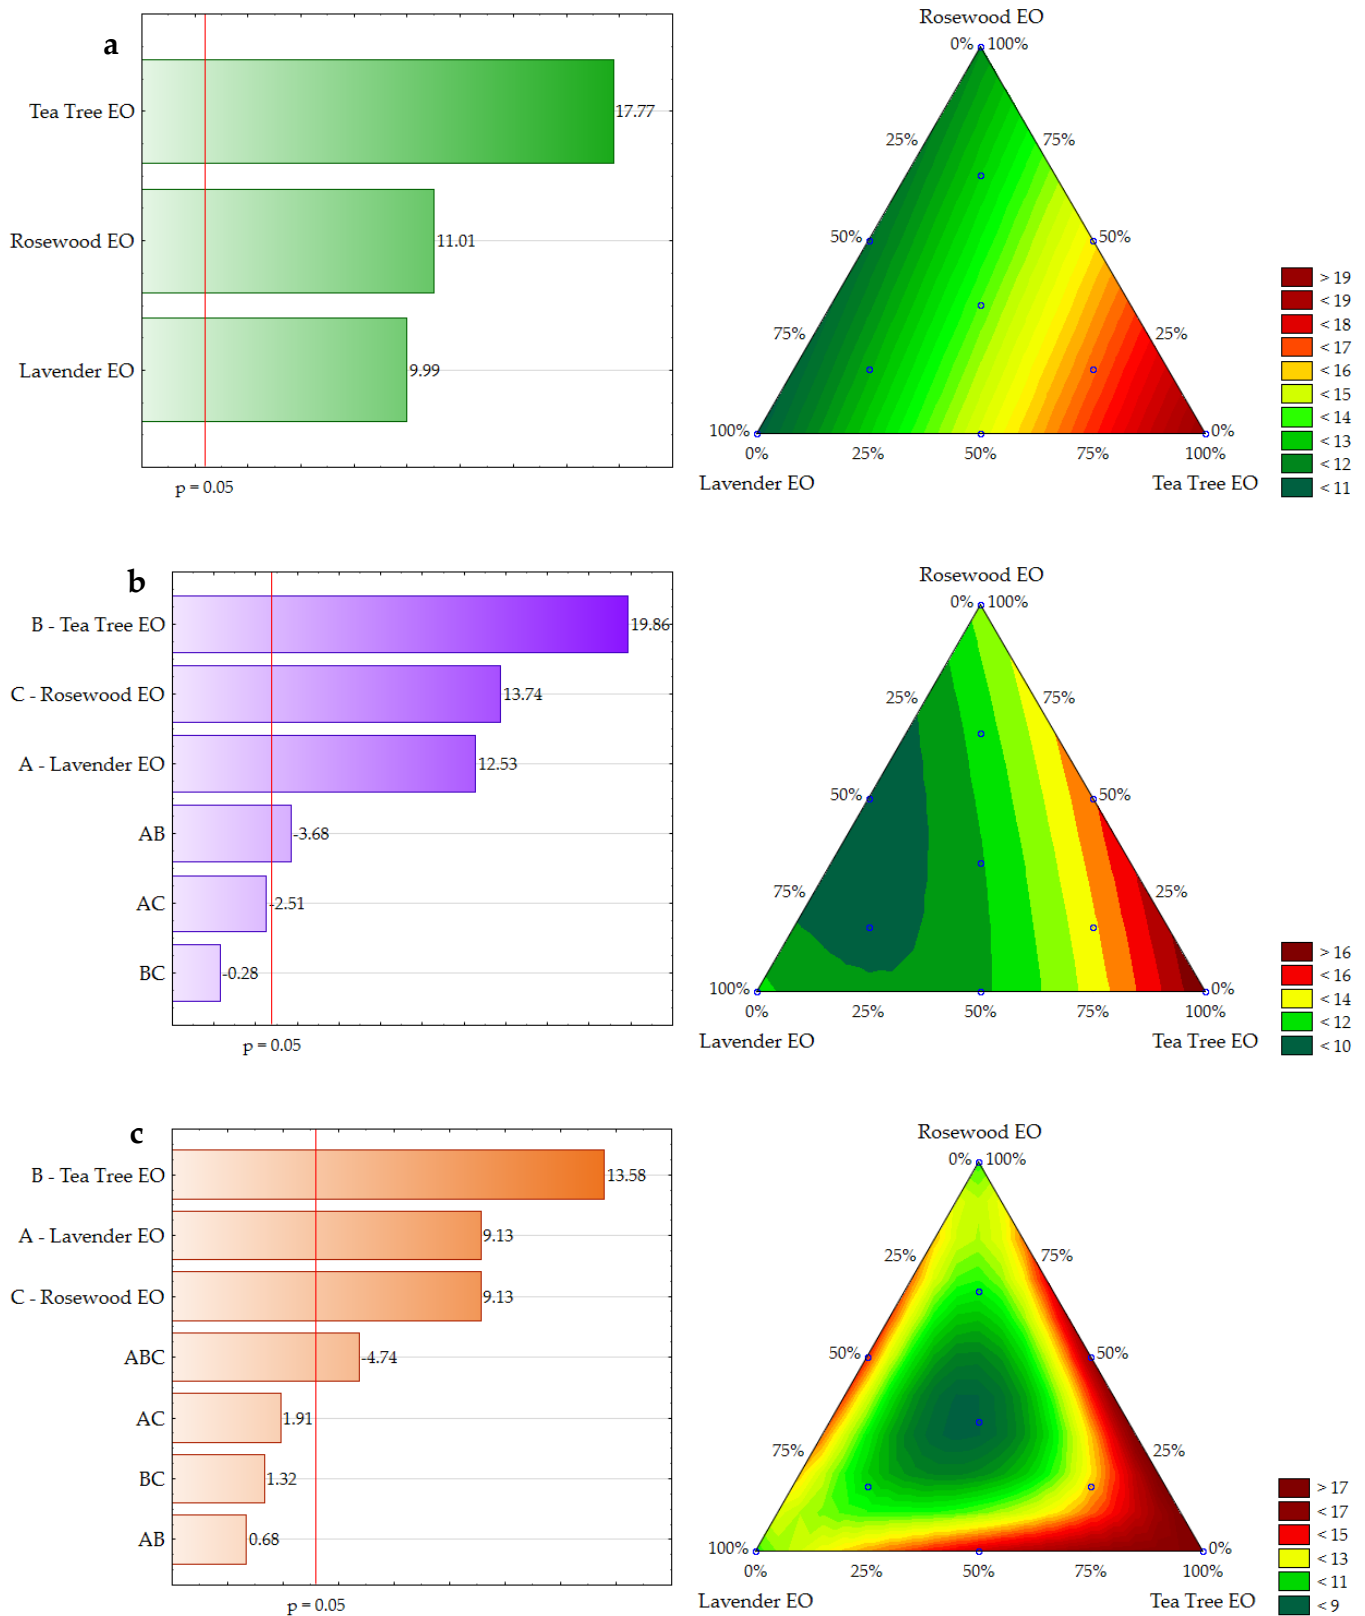 a
Tea Tree EO
17.77
Rosewood EO
11.01
Lavender EO
9.99
p = 0.05
Rosewood EO
0% 100%
25% 75%
50% 50%
75% 25%
100% 0%
0% 25% 50% 75% 100%
Lavender EO Tea Tree EO
> 19
< 19
< 18
< 17
< 16
< 15
< 14
< 13
< 12
< 11
b
B - Tea Tree EO
19.86
C - Rosewood EO
13.74
A - Lavender EO
12.53
AB
-3.68
AC
-2.51
BC
-0.28
p = 0.05
Rosewood EO
0% 100%
25% 75%
50% 50%
75% 25%
100% 0%
0% 25% 50% 75% 100%
Lavender EO Tea Tree EO
> 16
< 16
< 14
< 12
< 10
c
B - Tea Tree EO
13.58
A - Lavender EO
9.13
C - Rosewood EO
9.13
ABC
-4.74
AC
1.91
BC
1.32
AB
0.68
p = 0.05
Rosewood EO
0% 100%
25% 75%
50% 50%
75% 25%
100% 0%
0% 25% 50% 75% 100%
Lavender EO Tea Tree EO
> 17
< 17
< 15
< 13
< 11
< 9